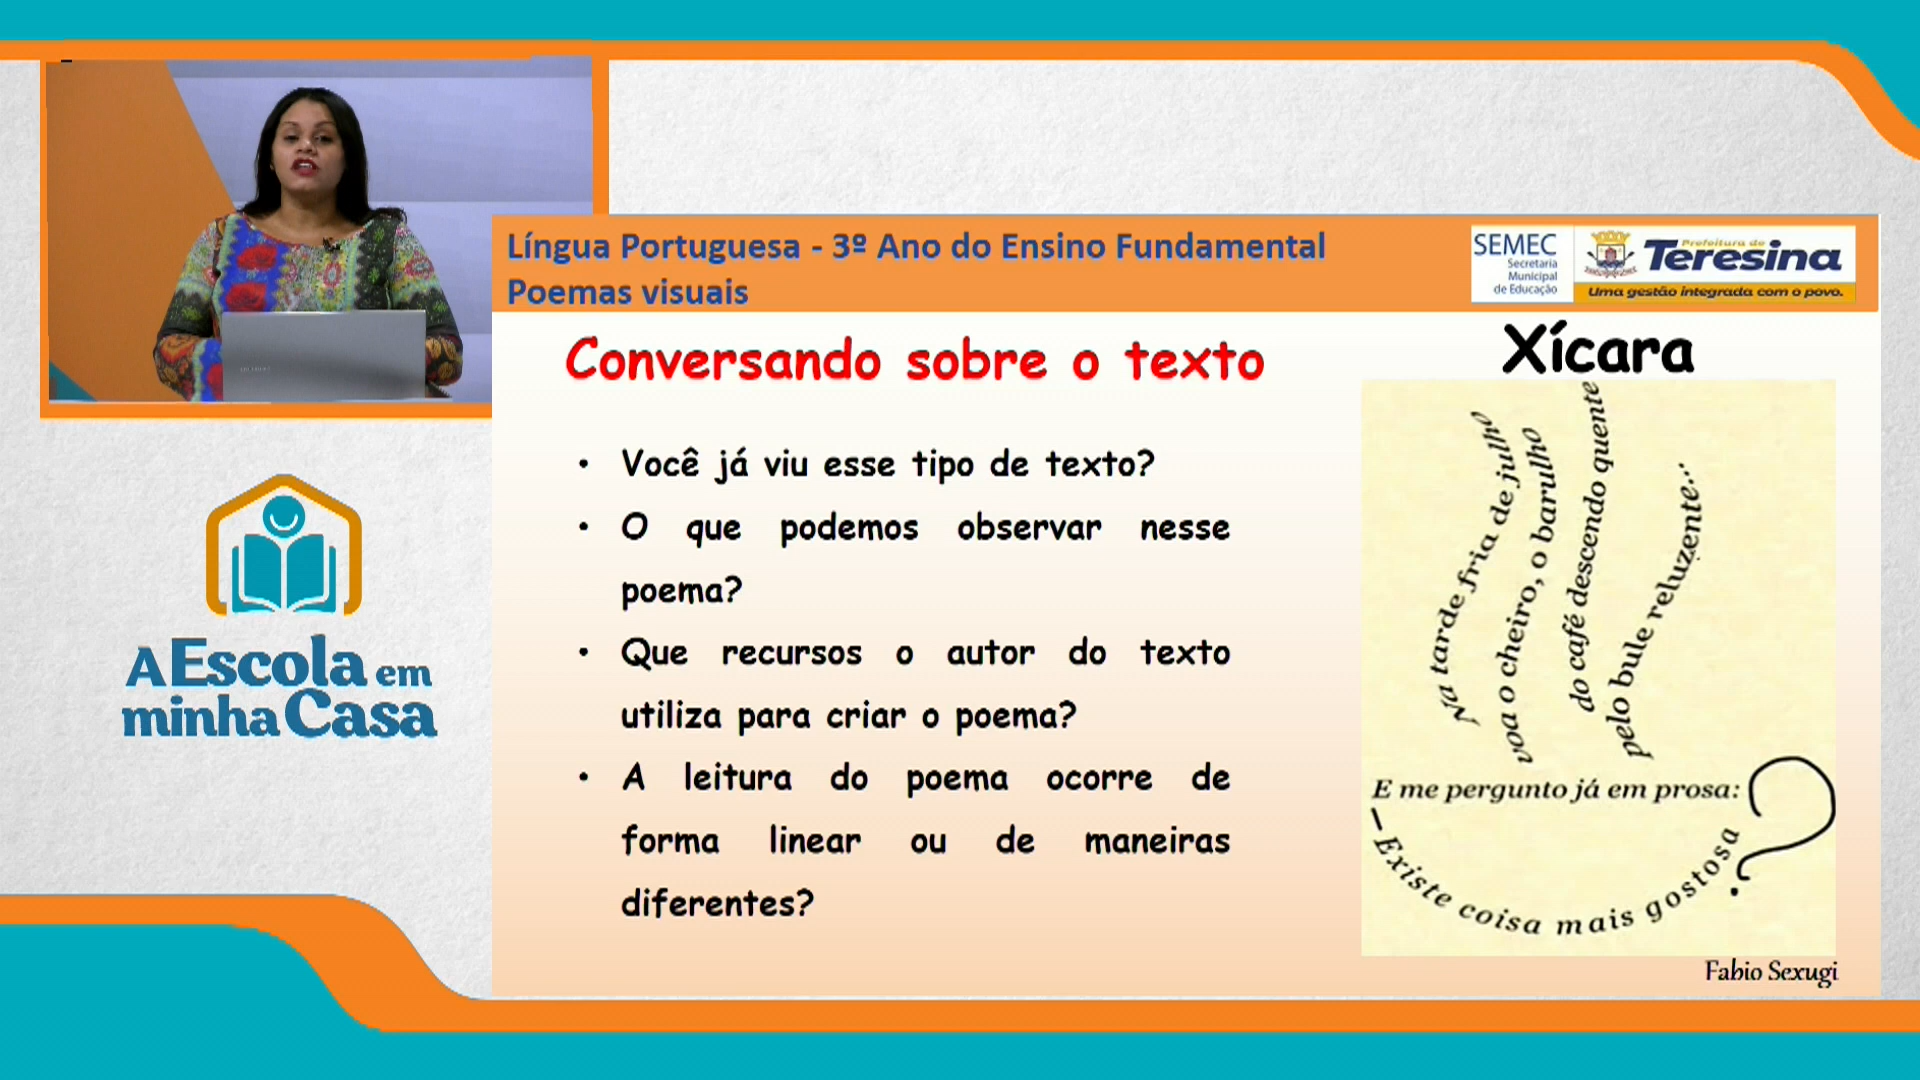 Língua Portuguesa - 3º Ano do Ensino Fundamental
Poemas visuais
SEMEC
Secretaria
Municipal
de Educação
Prefeitura de
Teresina
Uma gestão integrada com o povo.
Conversando sobre o texto
• Você já viu esse tipo de texto?
• O que podemos observar nesse
poema?
• Que recursos o autor do texto
utiliza para criar o poema?
• A leitura do poema ocorre de
forma linear ou de maneiras
diferentes?
Xícara
Na tarde fria de julho
voa o cheiro, o barulho
do café descendo quente
pelo bule reluzente...
E me pergunto já em prosa:
—Existe coisa mais gostosa?
Fabio Sexugi
A Escola em
minha Casa